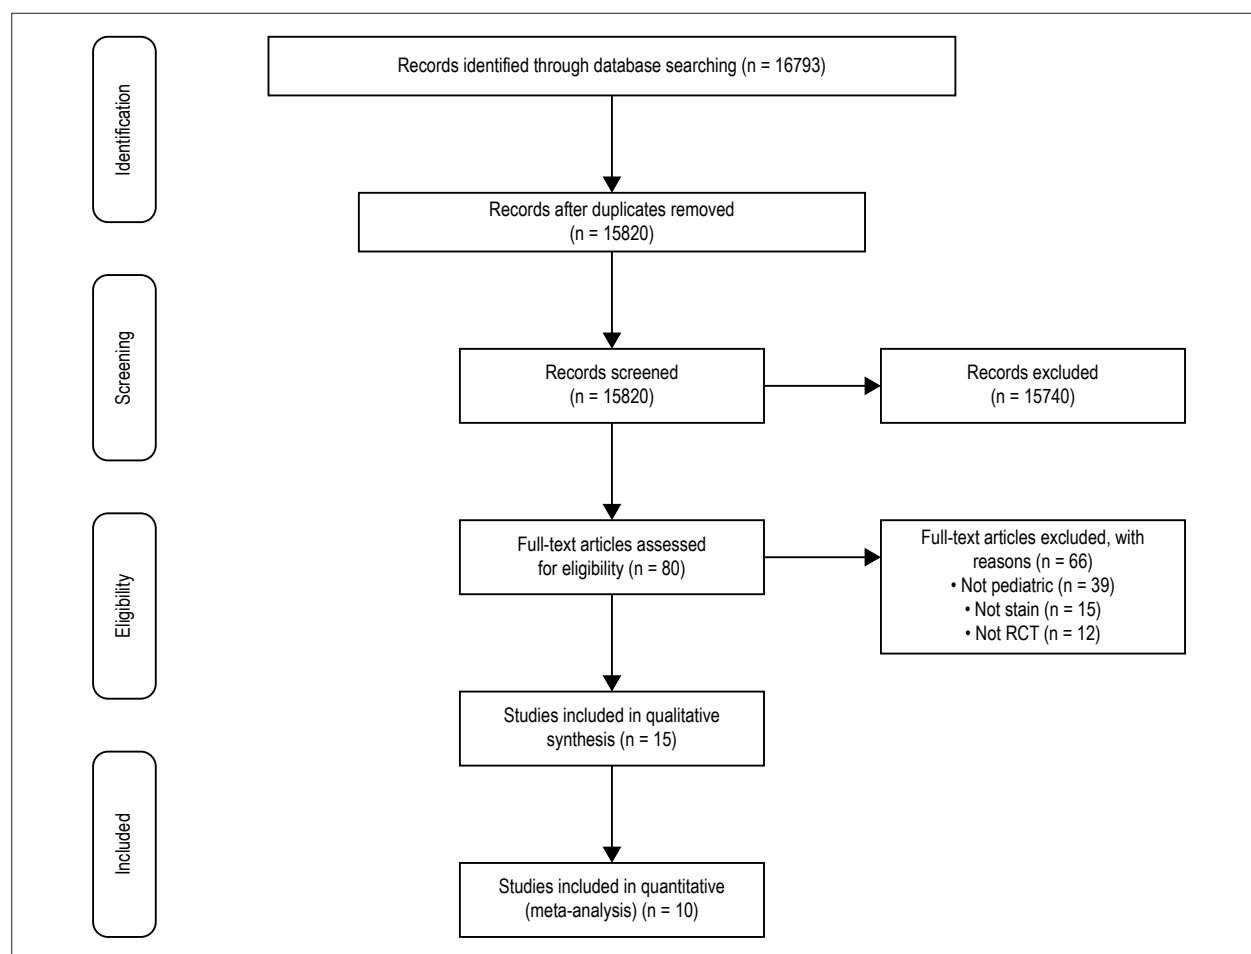 Identification
Records identified through database searching (n = 16793)
Records after duplicates removed
(n = 15820)
Screening
Records screened
(n = 15820)
Records excluded
(n = 15740)
Eligibility
Full-text articles assessed
for eligibility (n = 80)
Full-text articles excluded, with
reasons (n = 66)
• Not pediatric (n = 39)
• Not stain (n = 15)
• Not RCT (n = 12)
Studies included in qualitative
synthesis (n = 15)
Included
Studies included in quantitative
(meta-analysis) (n = 10)